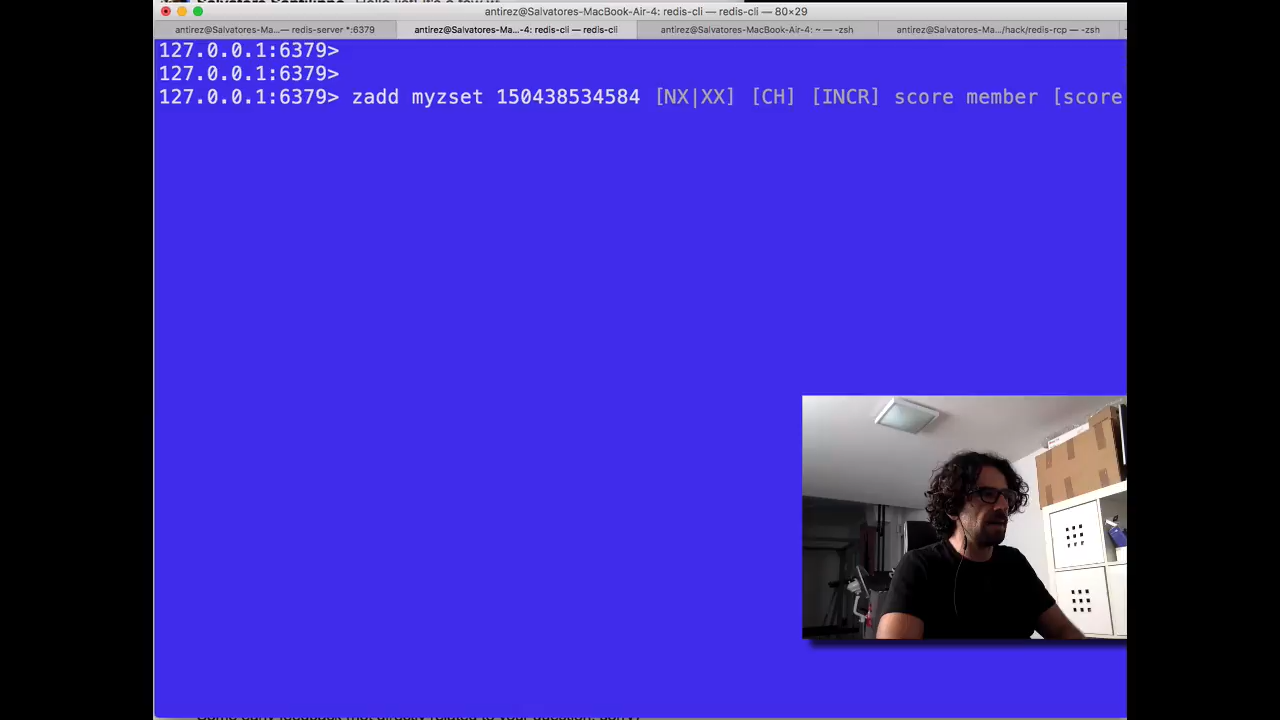 antirez@Salvatores-MacBook-Air-4: redis-cli — redis-cli — 80×29
antirez@Salvatores-Ma... — redis-server *:6379
antirez@Salvatores-Ma...-4: redis-cli — redis-cli
antirez@Salvatores-MacBook-Air-4: ~ — -zsh
antirez@Salvatores-Ma.../hack/redis-rcp — -zsh
127.0.0.1:6379>
127.0.0.1:6379>
127.0.0.1:6379> zadd myzset 150438534584 [NX|XX] [CH] [INCR] score member [score